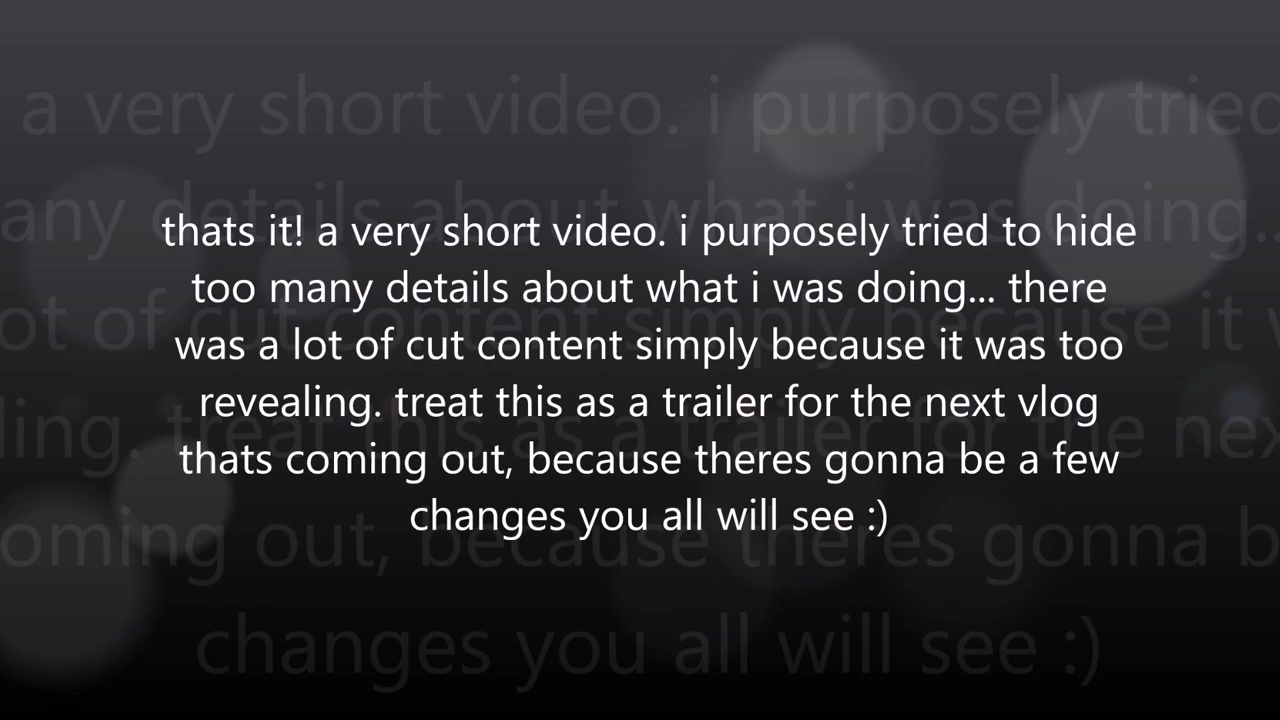 thats it! a very short video. i purposely tried to hide
too many details about what i was doing... there
was a lot of cut content simply because it was too
revealing. treat this as a trailer for the next vlog
thats coming out, because theres gonna be a few
changes you all will see :)